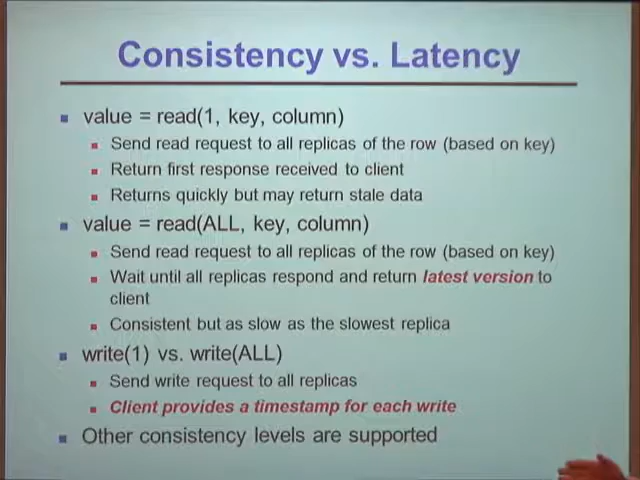 Consistency vs. Latency
value = read(1, key, column)
Send read request to all replicas of the row (based on key)
Return first response received to client
Returns quickly but may return stale data
value = read(ALL, key, column)
Send read request to all replicas of the row (based on key)
Wait until all replicas respond and return latest version to
client
Consistent but as slow as the slowest replica
write(1) vs. write(ALL)
Send write request to all replicas
Client provides a timestamp for each write
Other consistency levels are supported